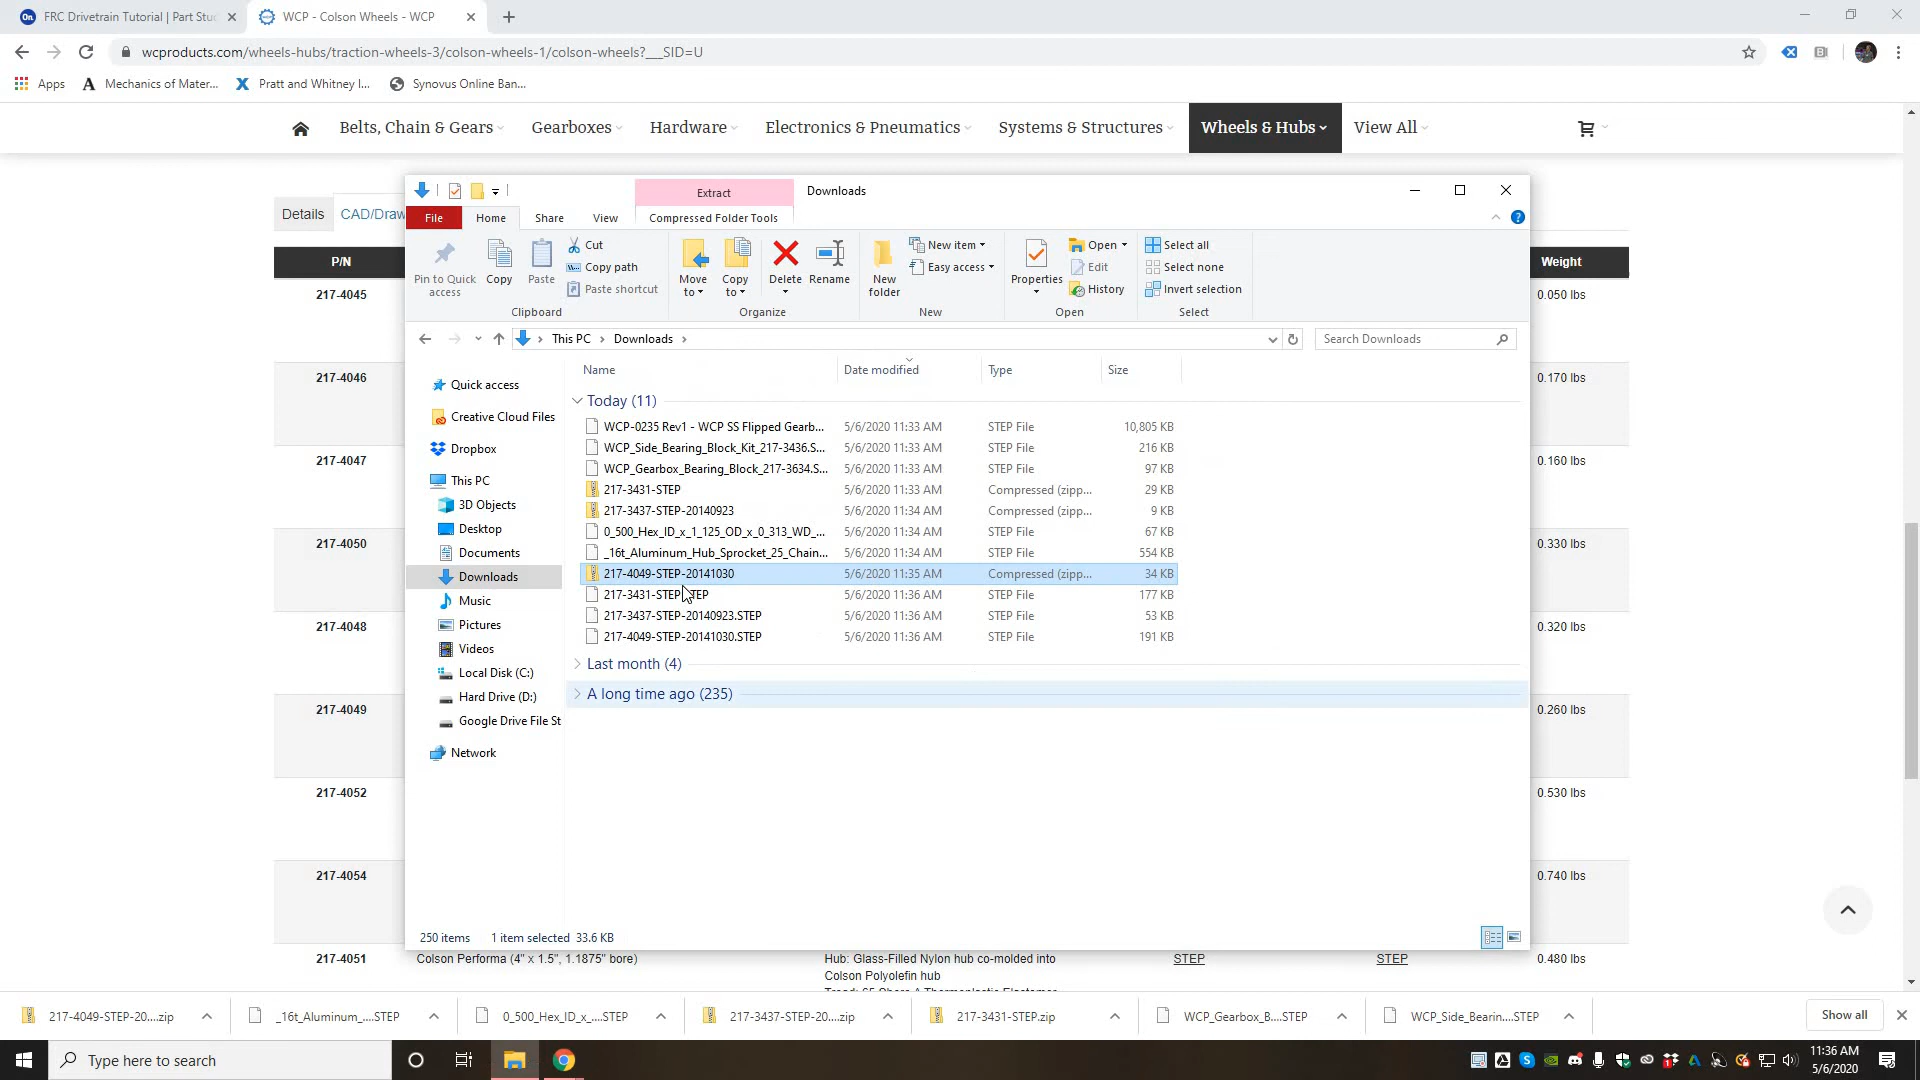 FRC Drivetrain Tutorial | Part Stu
WCP - Colson Wheels - WCP
wcproducts.com/wheels-hubs/traction-wheels-3/colson-wheels-1/colson-wheels?___SID=U
Apps
Mechanics of Mater...
Pratt and Whitney I...
Synovus Online Ban...
Belts, Chain & Gears
Gearboxes
Hardware
Electronics & Pneumatics
Systems & Structures
Wheels & Hubs
View All
Details
CAD/Draw
P/N
Weight
217-4045
0.050 lbs
217-4046
0.170 lbs
217-4047
0.160 lbs
217-4050
0.330 lbs
217-4048
0.320 lbs
217-4049
0.260 lbs
217-4052
0.530 lbs
217-4054
0.740 lbs
217-4051
Colson Performa (4" x 1.5", 1.1875" bore)
Hub: Glass-Filled Nylon hub co-molded into
Colson Polyolefin hub
STEP
STEP
0.480 lbs
Extract
Downloads
File
Home
Share
View
Compressed Folder Tools
Pin to Quick
access
Copy
Paste
Cut
Copy path
Paste shortcut
Clipboard
Move
to
Copy
to
Delete
Rename
Organize
New
folder
New item
Easy access
New
Properties
Open
Edit
History
Open
Select all
Select none
Invert selection
Select
This PC
Downloads
Search Downloads
Name
Date modified
Type
Size
Quick access
Creative Cloud Files
Dropbox
This PC
3D Objects
Desktop
Documents
Downloads
Music
Pictures
Videos
Local Disk (C:)
Hard Drive (D:)
Google Drive File St
Network
Today (11)
WCP-0235 Rev1 - WCP SS Flipped Gearb... 5/6/2020 11:33 AM STEP File 10,805 KB
WCP_Side_Bearing_Block_Kit_217-3436.S... 5/6/2020 11:33 AM STEP File 216 KB
WCP_Gearbox_Bearing_Block_217-3634.S... 5/6/2020 11:33 AM STEP File 97 KB
217-3431-STEP 5/6/2020 11:33 AM Compressed (zipp... 29 KB
217-3437-STEP-20140923 5/6/2020 11:34 AM Compressed (zipp... 9 KB
0_500_Hex_ID_x_1_125_OD_x_0_313_WD_... 5/6/2020 11:34 AM STEP File 67 KB
_16t_Aluminum_Hub_Sprocket_25_Chain... 5/6/2020 11:34 AM STEP File 554 KB
217-4049-STEP-20141030 5/6/2020 11:35 AM Compressed (zipp... 34 KB
217-3431-STEP.STEP 5/6/2020 11:36 AM STEP File 177 KB
217-3437-STEP-20140923.STEP 5/6/2020 11:36 AM STEP File 53 KB
217-4049-STEP-20141030.STEP 5/6/2020 11:36 AM STEP File 191 KB
Last month (4)
A long time ago (235)
250 items
1 item selected 33.6 KB
217-4049-STEP-20....zip
_16t_Aluminum_....STEP
0_500_Hex_ID_x_....STEP
217-3437-STEP-20....zip
217-3431-STEP.zip
WCP_Gearbox_B....STEP
WCP_Side_Bearin....STEP
Show all
Type here to search
11:36 AM
5/6/2020